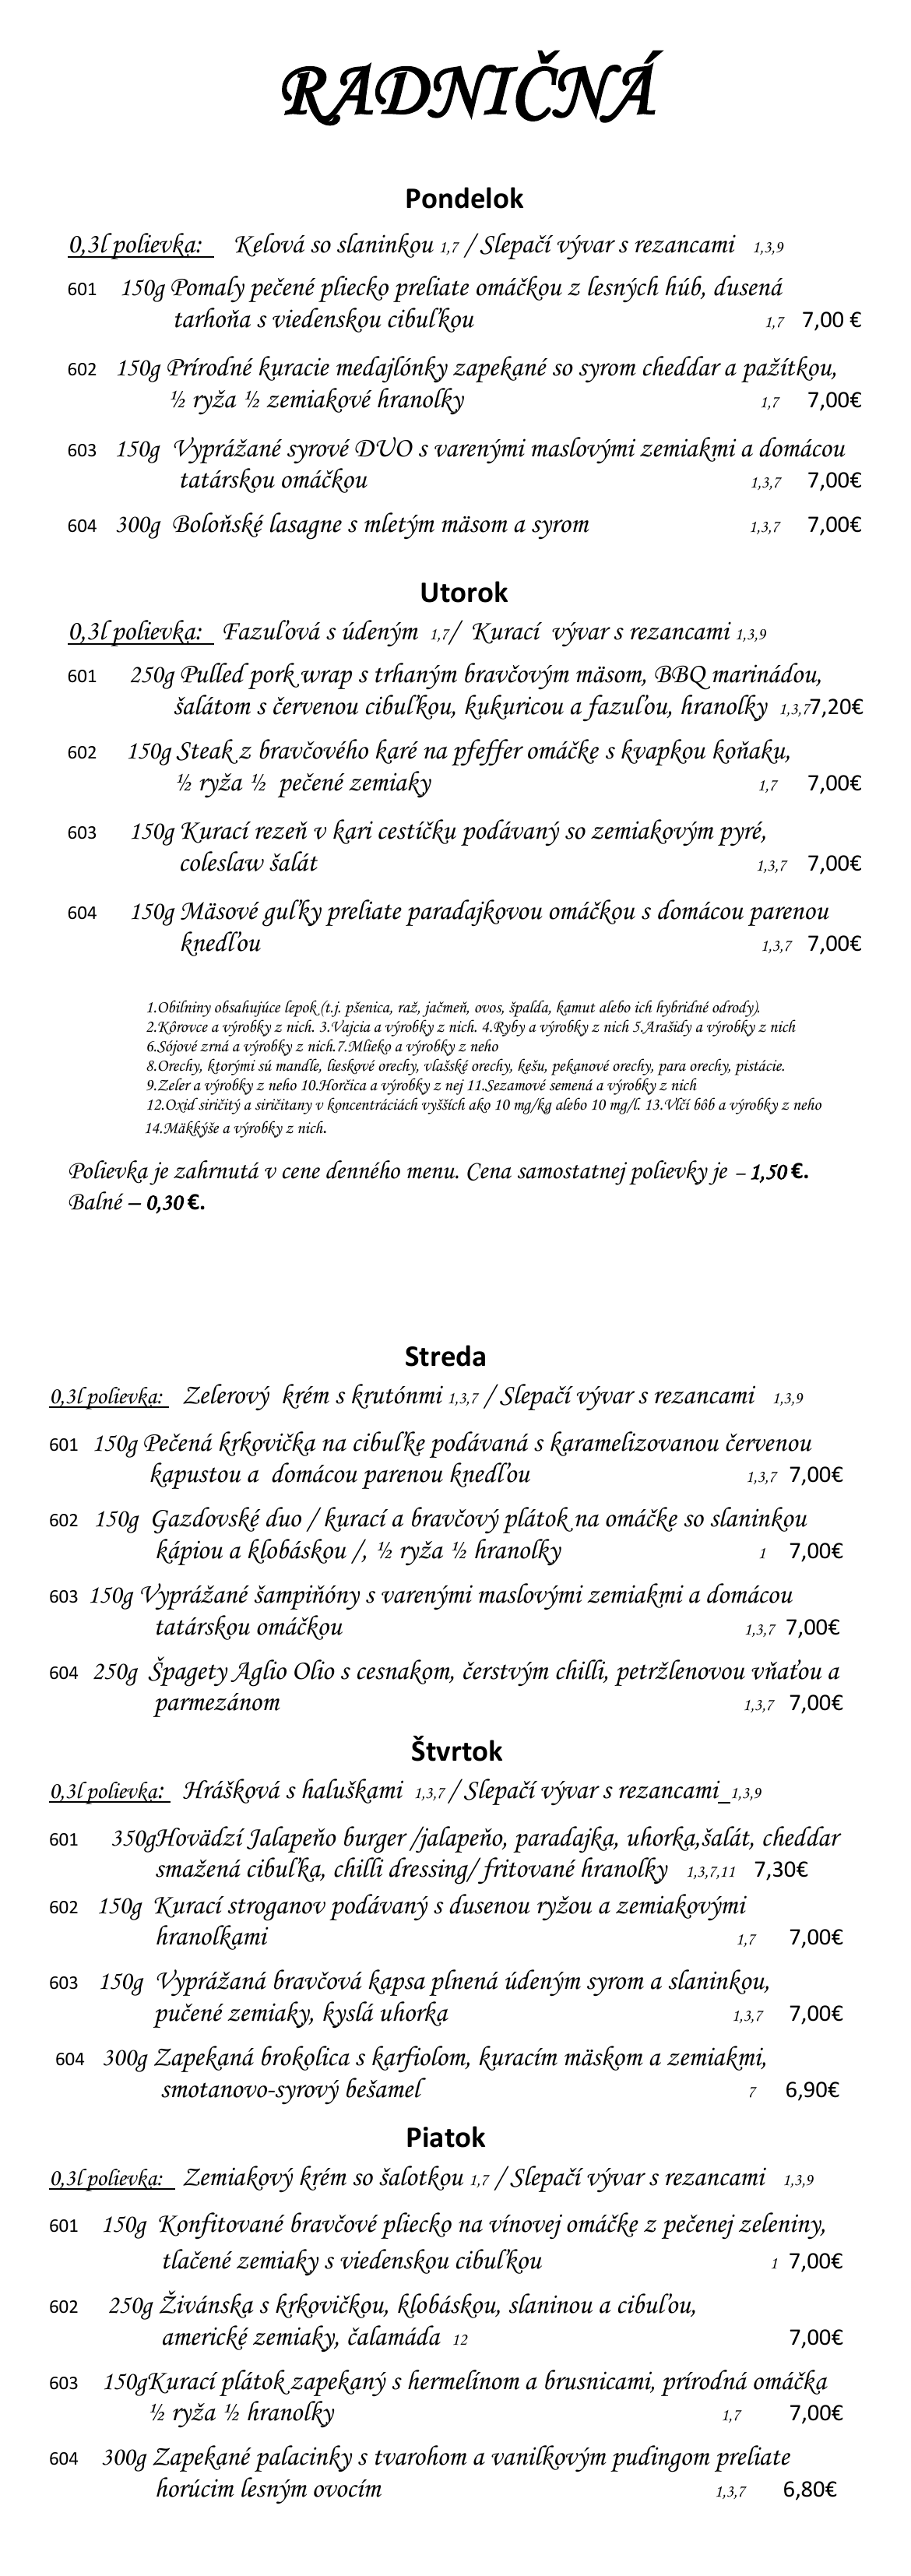 RADNIČNÁ
Pondelok
0,3l polievka: Kelová so slaninkou 1,7 / Slepačí vývar s rezancami 1,3,9
601 150g Pomaly pečené pliecko preliate omáčkou z lesných húb, dusená
tarhoňa s viedenskou cibuľkou 1,7 7,00 €
602 150g Prírodné kuracie medajlónky zapekané so syrom cheddar a pažítkou,
½ ryža ½ zemiakové hranolky 1,7 7,00€
603 150g Vyprážané syrové DUO s varenými maslovými zemiakmi a domácou
tatárskou omáčkou 1,3,7 7,00€
604 300g Boloňské lasagne s mletým mäsom a syrom 1,3,7 7,00€
Utorok
0,3l polievka: Fazuľová s údeným 1,7/ Kurací vývar s rezancami 1,3,9
601 250g Pulled pork wrap s trhaným bravčovým mäsom, BBQ marinádou,
šalátom s červenou cibuľkou, kukuricou a fazuľou, hranolky 1,3,77,20€
602 150g Steak z bravčového karé na pfeffer omáčke s kvapkou koňaku,
½ ryža ½ pečené zemiaky 1,7 7,00€
603 150g Kurací rezeň v kari cestíčku podávaný so zemiakovým pyré,
coleslaw šalát 1,3,7 7,00€
604 150g Mäsové guľky preliate paradajkovou omáčkou s domácou parenou
knedľou 1,3,7 7,00€
1.Obilniny obsahujúce lepok (t.j. pšenica, raž, jačmeň, ovos, špalda, kamut alebo ich hybridné odrody).
2.Kôrovce a výrobky z nich. 3.Vajcia a výrobky z nich. 4.Ryby a výrobky z nich 5.Arašidy a výrobky z nich
6.Sójové zrná a výrobky z nich.7.Mlieko a výrobky z neho
8.Orechy, ktorými sú mandle, lieskové orechy, vlašské orechy, kešu, pekanové orechy, para orechy, pistácie.
9.Zeler a výrobky z neho 10.Horčica a výrobky z nej 11.Sezamové semená a výrobky z nich
12.Oxid siričitý a siričitany v koncentráciách vyšších ako 10 mg/kg alebo 10 mg/l. 13.Vlčí bôb a výrobky z neho
14.Mäkkýše a výrobky z nich.
Polievka je zahrnutá v cene denného menu. Cena samostatnej polievky je – 1,50 €.
Balné – 0,30 €.
Streda
0,3l polievka: Zelerový krém s krutónmi 1,3,7 / Slepačí vývar s rezancami 1,3,9
601 150g Pečená krkovička na cibuľke podávaná s karamelizovanou červenou
kapustou a domácou parenou knedľou 1,3,7 7,00€
602 150g Gazdovské duo / kurací a bravčový plátok na omáčke so slaninkou
kápiou a klobáskou /, ½ ryža ½ hranolky 1 7,00€
603 150g Vyprážané šampiňóny s varenými maslovými zemiakmi a domácou
tatárskou omáčkou 1,3,7 7,00€
604 250g Špagety Aglio Olio s cesnakom, čerstvým chilli, petržlenovou vňaťou a
parmezánom 1,3,7 7,00€
Štvrtok
0,3l polievka: Hrášková s haluškami 1,3,7 / Slepačí vývar s rezancami_1,3,9
601 350gHovädzí Jalapeňo burger /jalapeňo, paradajka, uhorka,šalát, cheddar
smažená cibuľka, chilli dressing/ fritované hranolky 1,3,7,11 7,30€
602 150g Kurací stroganov podávaný s dusenou ryžou a zemiakovými
hranolkami 1,7 7,00€
603 150g Vyprážaná bravčová kapsa plnená údeným syrom a slaninkou,
pučené zemiaky, kyslá uhorka 1,3,7 7,00€
604 300g Zapekaná brokolica s karfiolom, kuracím mäskom a zemiakmi,
smotanovo-syrový bešamel 7 6,90€
Piatok
0,3l polievka: Zemiakový krém so šalotkou 1,7 / Slepačí vývar s rezancami 1,3,9
601 150g Konfitované bravčové pliecko na vínovej omáčke z pečenej zeleniny,
tlačené zemiaky s viedenskou cibuľkou 1 7,00€
602 250g Živánska s krkovičkou, klobáskou, slaninou a cibuľou,
americké zemiaky, čalamáda 12 7,00€
603 150gKurací plátok zapekaný s hermelínom a brusnicami, prírodná omáčka
½ ryža ½ hranolky 1,7 7,00€
604 300g Zapekané palacinky s tvarohom a vanilkovým pudingom preliate
horúcim lesným ovocím 1,3,7 6,80€